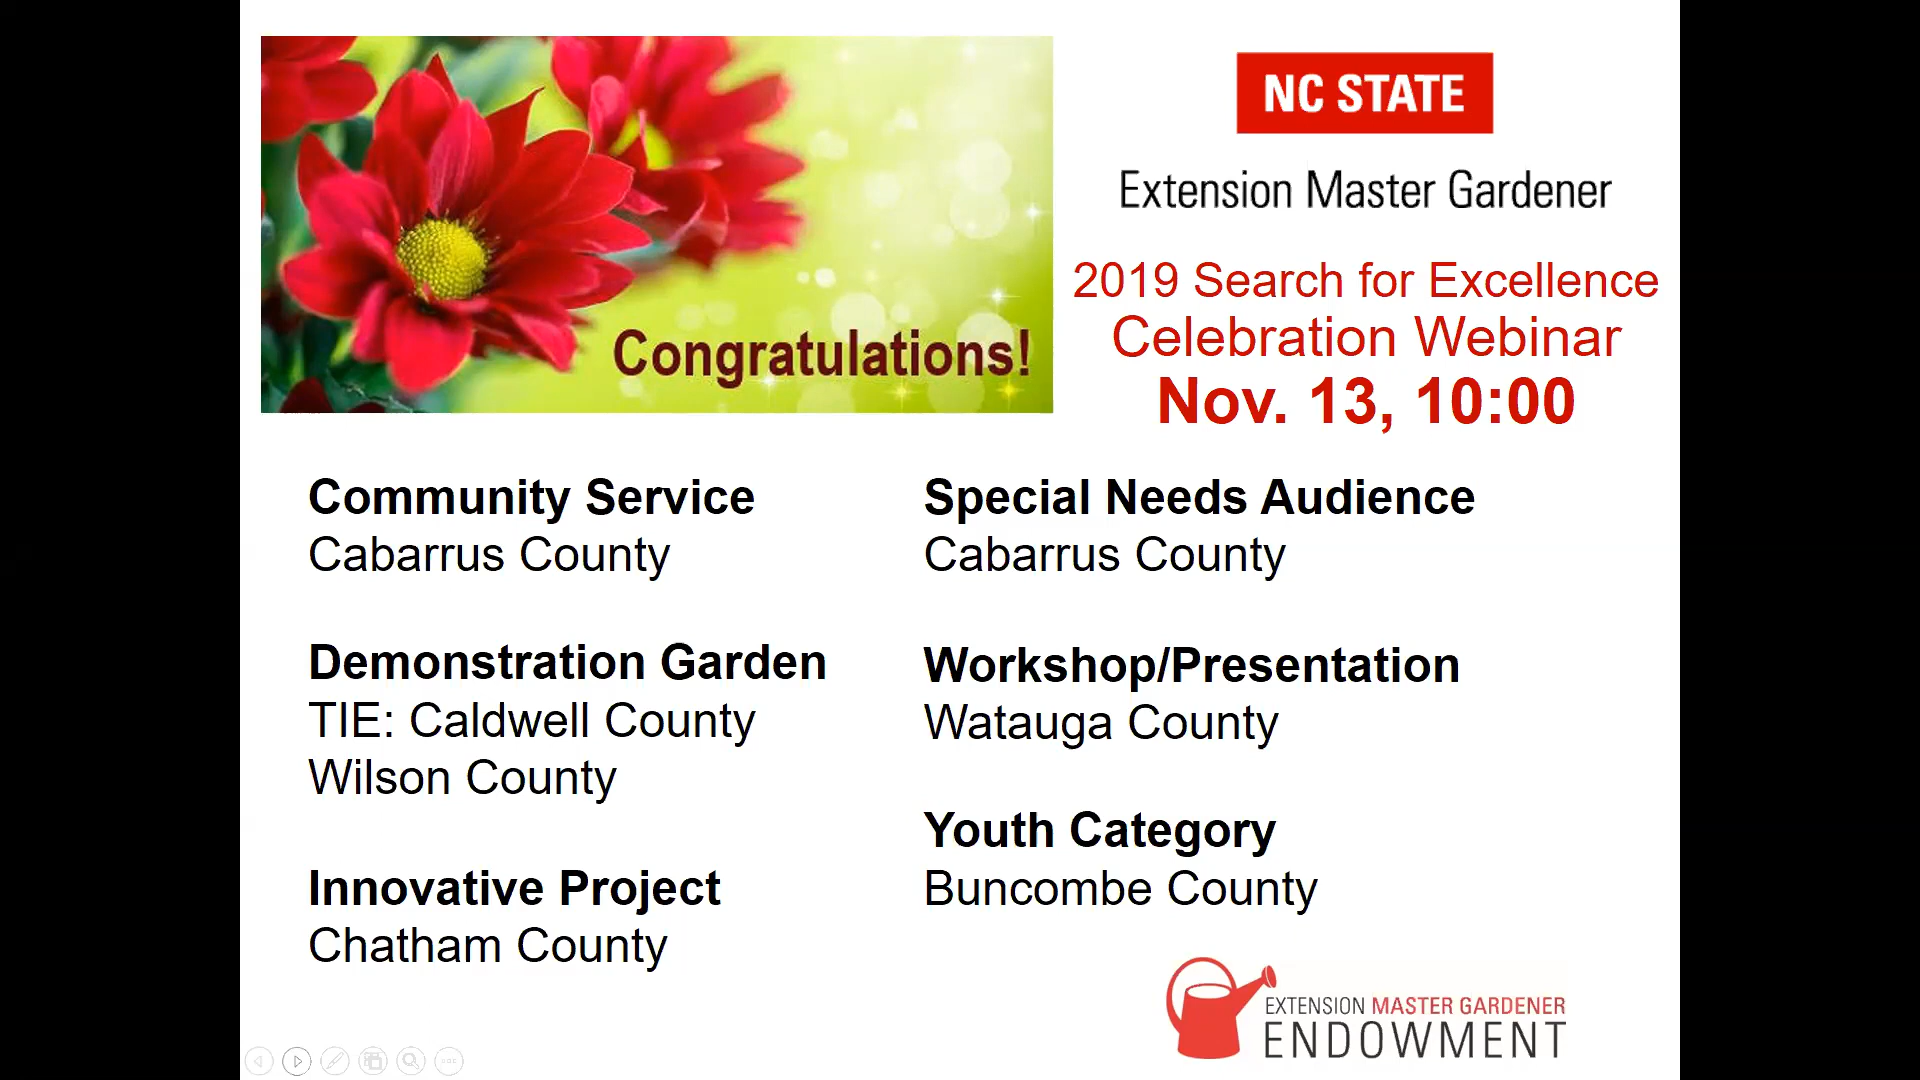 Congratulations!
NC STATE
Extension Master Gardener
2019 Search for Excellence
Celebration Webinar
Nov. 13, 10:00
Community Service
Cabarrus County
Demonstration Garden
TIE: Caldwell County
Wilson County
Innovative Project
Chatham County
Special Needs Audience
Cabarrus County
Workshop/Presentation
Watauga County
Youth Category
Buncombe County
EXTENSION MASTER GARDENER
ENDOWMENT